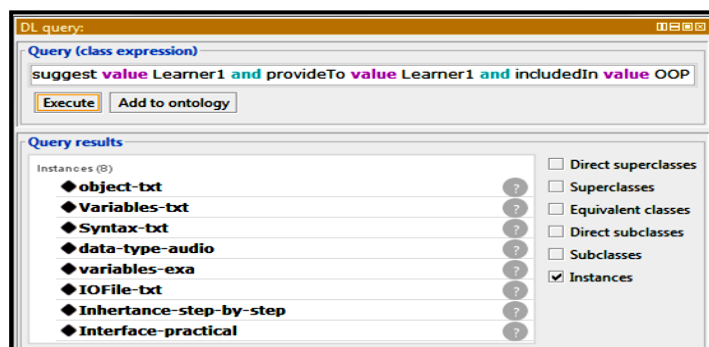 DL query:
Query (class expression)
suggest value Learner1 and provideTo value Learner1 and includedIn value OOP
Execute Add to ontology
Query results
Instances (8)
object-txt ?
Variables-txt ?
Syntax-txt ?
data-type-audio ?
variables-exa ?
IOFile-txt ?
Inhertance-step-by-step ?
Interface-practical ?
Direct superclasses
Superclasses
Equivalent classes
Direct subclasses
Subclasses
Instances